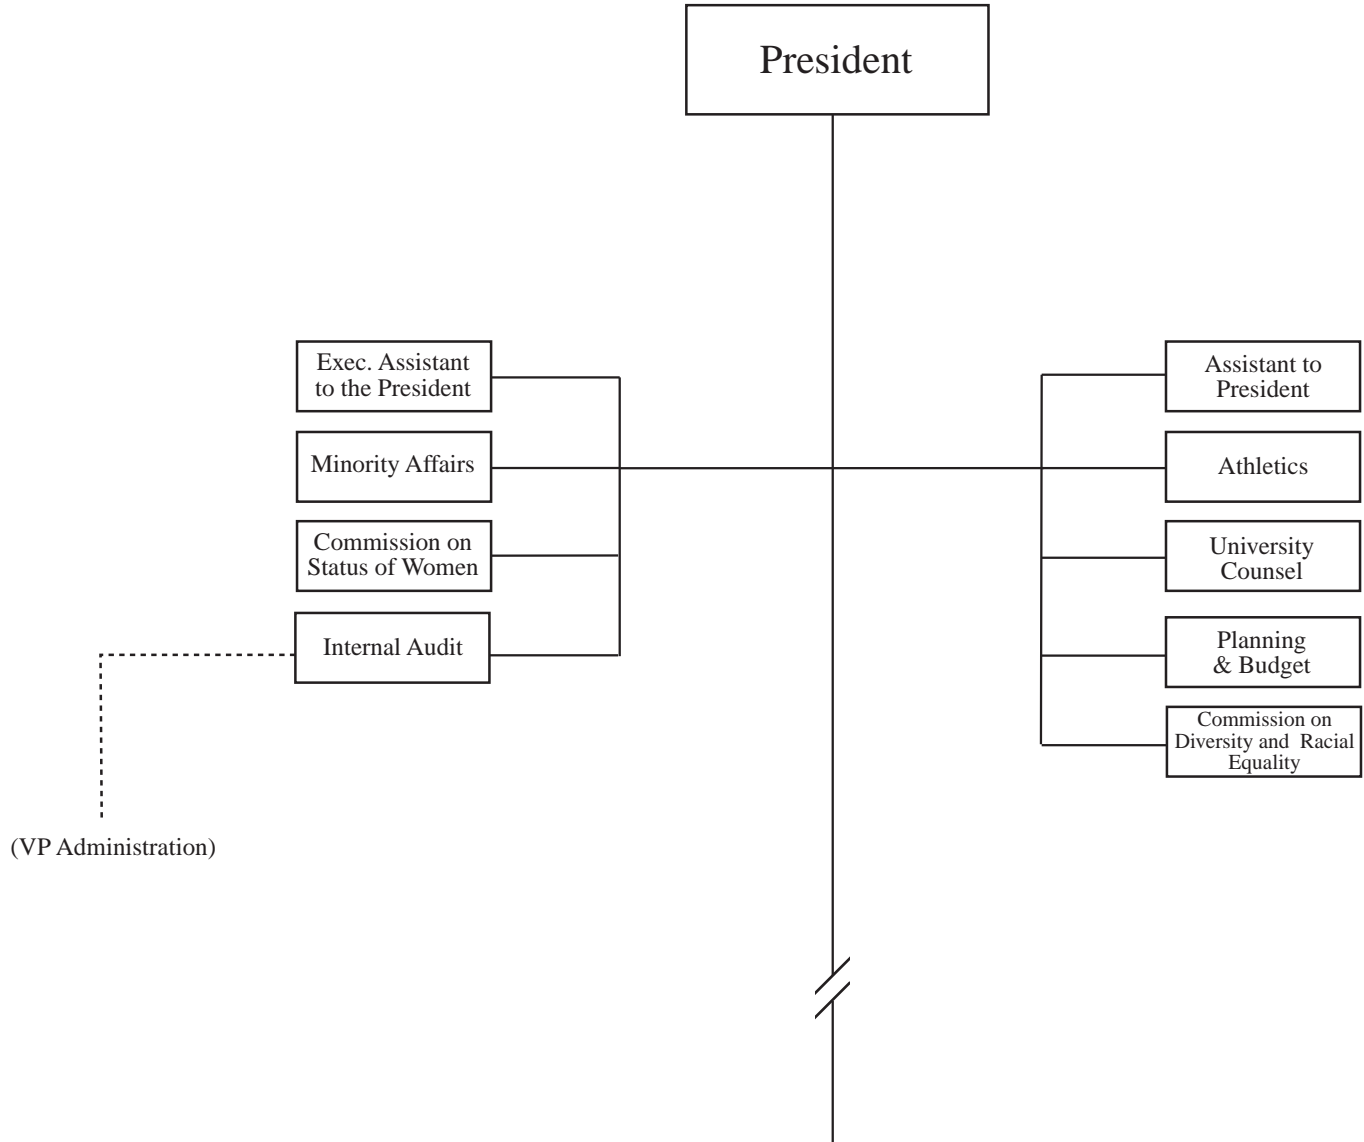 President
Exec. Assistant
to the President
Minority Affairs
Commission on
Status of Women
Internal Audit
(VP Administration)
Assistant to
President
Athletics
University
Counsel
Planning
& Budget
Commission on
Diversity and Racial
Equality